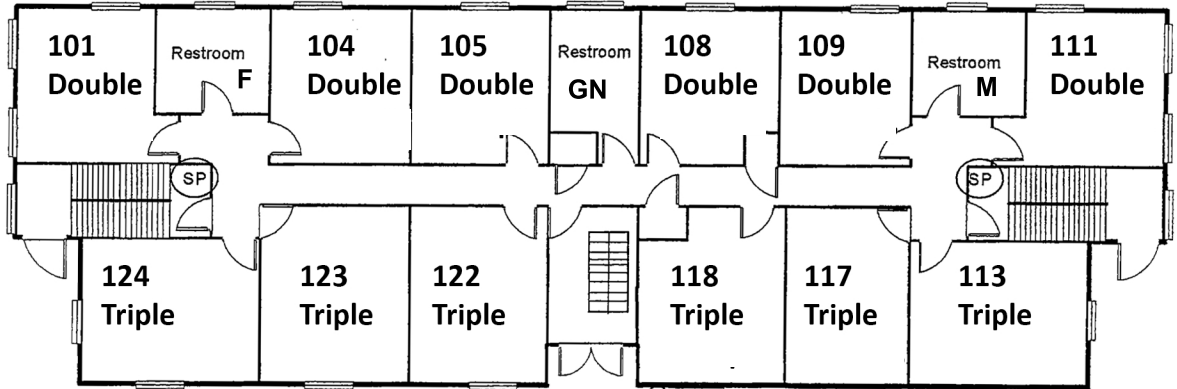 101
Double
Restroom
F
104
Double
105
Double
Restroom
GN
108
Double
109
Double
Restroom
M
111
Double
SP
SP
124
Triple
123
Triple
122
Triple
118
Triple
117
Triple
113
Triple